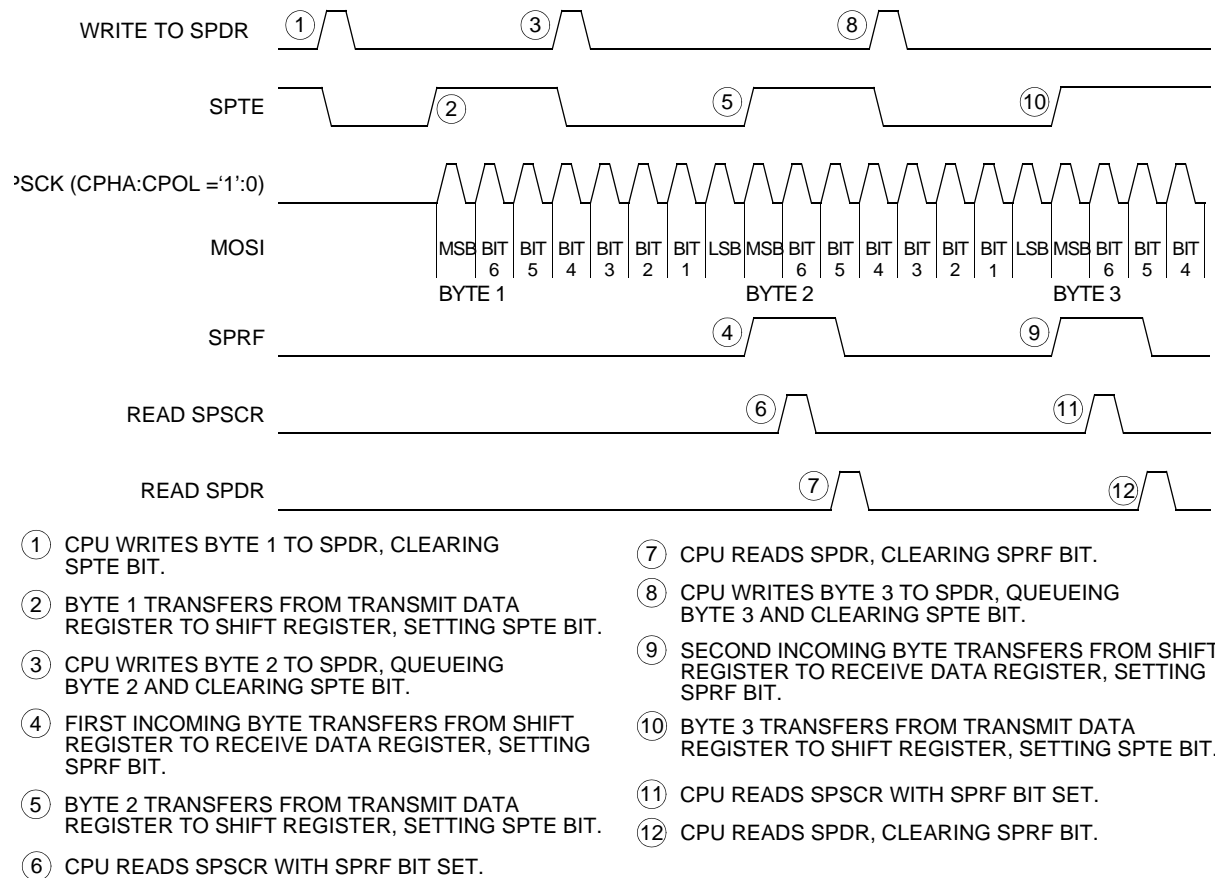 WRITE TO SPDR
1 3 8
SPTE
2 5 10
PSCK (CPHA:CPOL =‘1’:0)
MOSI
MSB BIT 6 BIT 5 BIT 4 BIT 3 BIT 2 BIT 1 LSB MSB BIT 6 BIT 5 BIT 4 BIT 3 BIT 2 BIT 1 LSB MSB BIT 6 BIT 5 BIT 4
BYTE 1 BYTE 2 BYTE 3
SPRF
4 9
READ SPSCR
6 11
READ SPDR
7 12
1 CPU WRITES BYTE 1 TO SPDR, CLEARING
SPTE BIT.
2 BYTE 1 TRANSFERS FROM TRANSMIT DATA
REGISTER TO SHIFT REGISTER, SETTING SPTE BIT.
3 CPU WRITES BYTE 2 TO SPDR, QUEUEING
BYTE 2 AND CLEARING SPTE BIT.
4 FIRST INCOMING BYTE TRANSFERS FROM SHIFT
REGISTER TO RECEIVE DATA REGISTER, SETTING
SPRF BIT.
5 BYTE 2 TRANSFERS FROM TRANSMIT DATA
REGISTER TO SHIFT REGISTER, SETTING SPTE BIT.
6 CPU READS SPSCR WITH SPRF BIT SET.
7 CPU READS SPDR, CLEARING SPRF BIT.
8 CPU WRITES BYTE 3 TO SPDR, QUEUEING
BYTE 3 AND CLEARING SPTE BIT.
9 SECOND INCOMING BYTE TRANSFERS FROM SHIFT
REGISTER TO RECEIVE DATA REGISTER, SETTING
SPRF BIT.
10 BYTE 3 TRANSFERS FROM TRANSMIT DATA
REGISTER TO SHIFT REGISTER, SETTING SPTE BIT.
11 CPU READS SPSCR WITH SPRF BIT SET.
12 CPU READS SPDR, CLEARING SPRF BIT.